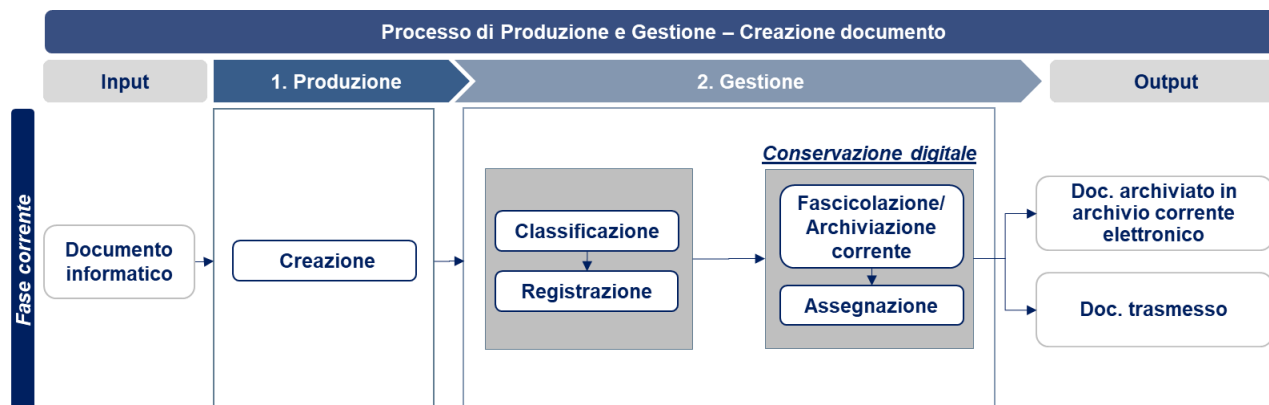 Processo di Produzione e Gestione – Creazione documento
Input
1. Produzione
2. Gestione
Output
Fase corrente
Documento
informatico
Creazione
Classificazione
Registrazione
Conservazione digitale
Fascicolazione/
Archiviazione
corrente
Assegnazione
Doc. archiviato in
archivio corrente
elettronico
Doc. trasmesso